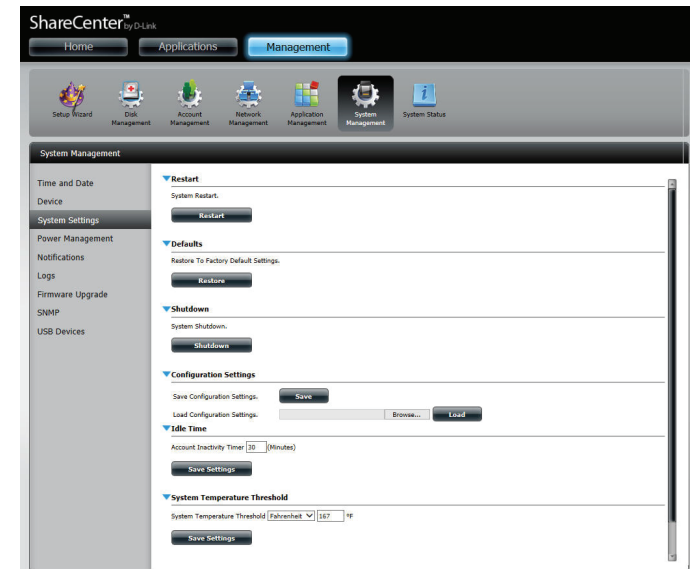 ShareCenter™ by D-Link
Home Applications Management
Setup Wizard Disk Management Account Management Network Management Application Management System Management System Status
System Management
Time and Date
Device
System Settings
Power Management
Notifications
Logs
Firmware Upgrade
SNMP
USB Devices
Restart
System Restart.
Restart
Defaults
Restore To Factory Default Settings.
Restore
Shutdown
System Shutdown.
Shutdown
Configuration Settings
Save Configuration Settings. Save
Load Configuration Settings. Browse... Load
Idle Time
Account Inactivity Timer 30 (Minutes)
Save Settings
System Temperature Threshold
System Temperature Threshold Fahrenheit 167 °F
Save Settings